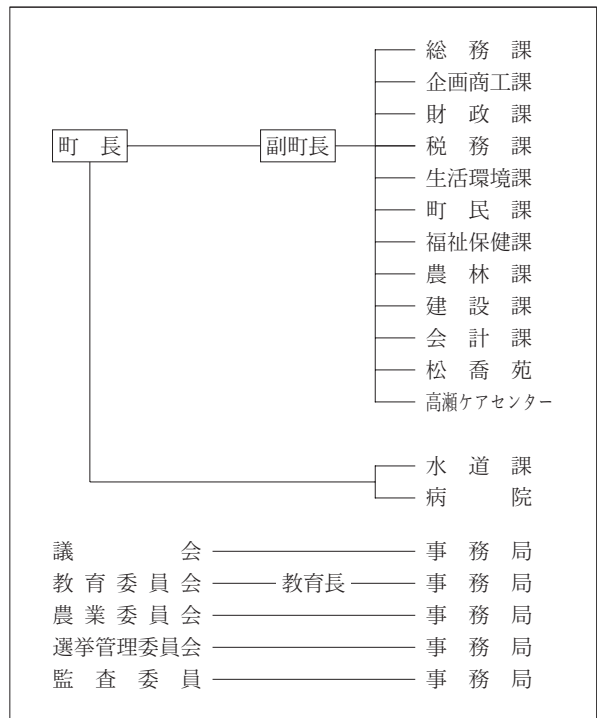 総務課
企画商工課
財政課
町長 副町長 税務課
生活環境課
町民課
福祉保健課
農林課
建設課
会計課
松喬苑
高瀬ケアセンター
水道課
病院
議会 事務局
教育委員会 教育長 事務局
農業委員会 事務局
選挙管理委員会 事務局
監査委員 事務局